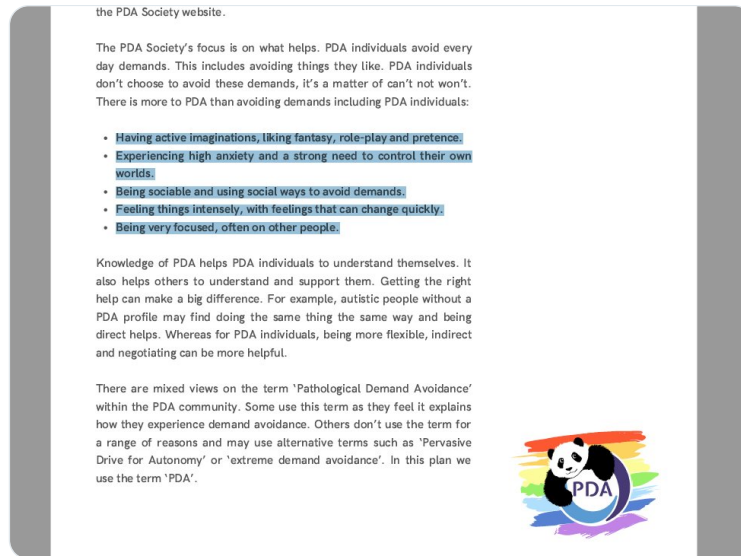 the PDA Society website.
The PDA Society's focus is on what helps. PDA individuals avoid every
day demands. This includes avoiding things they like. PDA individuals
don't choose to avoid these demands, it's a matter of can't not won't.
There is more to PDA than avoiding demands including PDA individuals:
• Having active imaginations, liking fantasy, role-play and pretence.
• Experiencing high anxiety and a strong need to control their own
worlds.
• Being sociable and using social ways to avoid demands.
• Feeling things intensely, with feelings that can change quickly.
• Being very focused, often on other people.
Knowledge of PDA helps PDA individuals to understand themselves. It
also helps others to understand and support them. Getting the right
help can make a big difference. For example, autistic people without a
PDA profile may find doing the same thing the same way and being
direct helps. Whereas for PDA individuals, being more flexible, indirect
and negotiating can be more helpful.
There are mixed views on the term 'Pathological Demand Avoidance'
within the PDA community. Some use this term as they feel it explains
how they experience demand avoidance. Others don't use the term for
a range of reasons and may use alternative terms such as 'Pervasive
Drive for Autonomy' or 'extreme demand avoidance'. In this plan we
use the term 'PDA'.
PDA